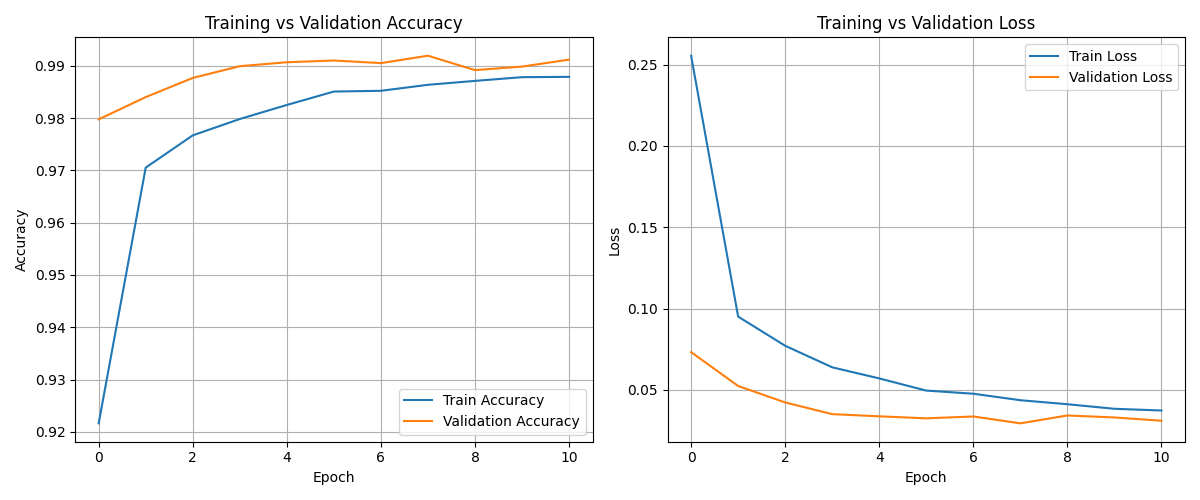 Training vs Validation Accuracy
Accuracy
0.99
0.98
0.97
0.96
0.95
0.94
0.93
0.92
0 2 4 6 8 10
Epoch
Train Accuracy
Validation Accuracy
Training vs Validation Loss
Loss
0.25
0.20
0.15
0.10
0.05
0 2 4 6 8 10
Epoch
Train Loss
Validation Loss